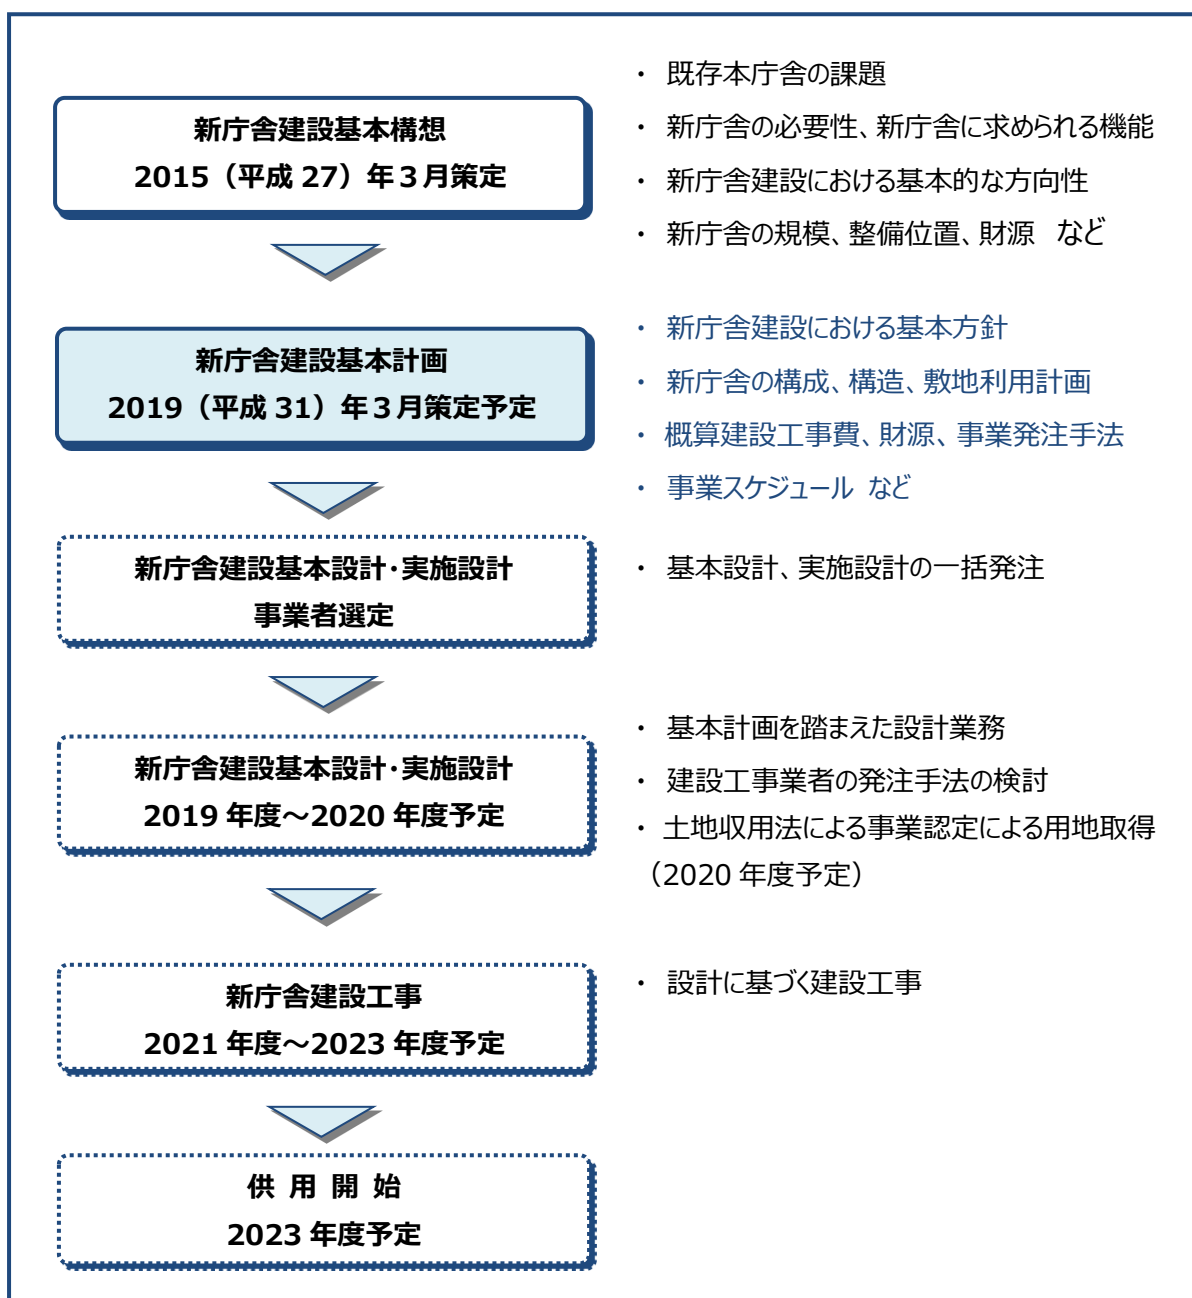 新庁舎建設基本構想
2015（平成 27）年３月策定
・ 既存本庁舎の課題
・ 新庁舎の必要性、新庁舎に求められる機能
・ 新庁舎建設における基本的な方向性
・ 新庁舎の規模、整備位置、財源　など
新庁舎建設基本計画
2019（平成 31）年３月策定予定
・ 新庁舎建設における基本方針
・ 新庁舎の構成、構造、敷地利用計画
・ 概算建設工事費、財源、事業発注手法
・ 事業スケジュール など
新庁舎建設基本設計・実施設計
事業者選定
・ 基本設計、実施設計の一括発注
新庁舎建設基本設計・実施設計
2019 年度～2020 年度予定
・ 基本計画を踏まえた設計業務
・ 建設工事業者の発注手法の検討
・ 土地収用法による事業認定による用地取得
（2020 年度予定）
新庁舎建設工事
2021 年度～2023 年度予定
・ 設計に基づく建設工事
供 用 開 始
2023 年度予定